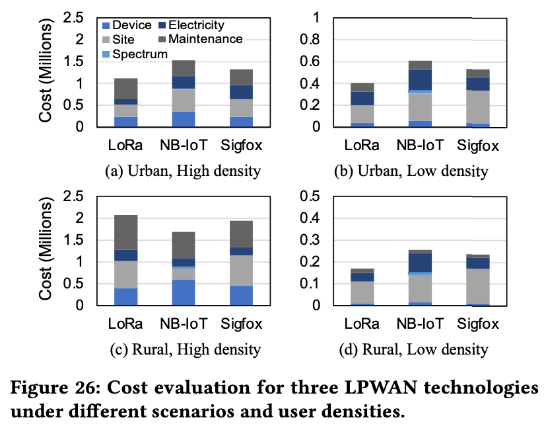 Cost (Millions)
2.5
2
1.5
1
0.5
0
Device
Electricity
Site
Maintenance
Spectrum
LoRa
NB-IoT
Sigfox
(a) Urban, High density
1
0.8
0.6
0.4
0.2
0
LoRa
NB-IoT
Sigfox
(b) Urban, Low density
Cost (Millions)
2.5
2
1.5
1
0.5
0
LoRa
NB-IoT
Sigfox
(c) Rural, High density
0.5
0.4
0.3
0.2
0.1
0
LoRa
NB-IoT
Sigfox
(d) Rural, Low density
Figure 26: Cost evaluation for three LPWAN technologies
under different scenarios and user densities.